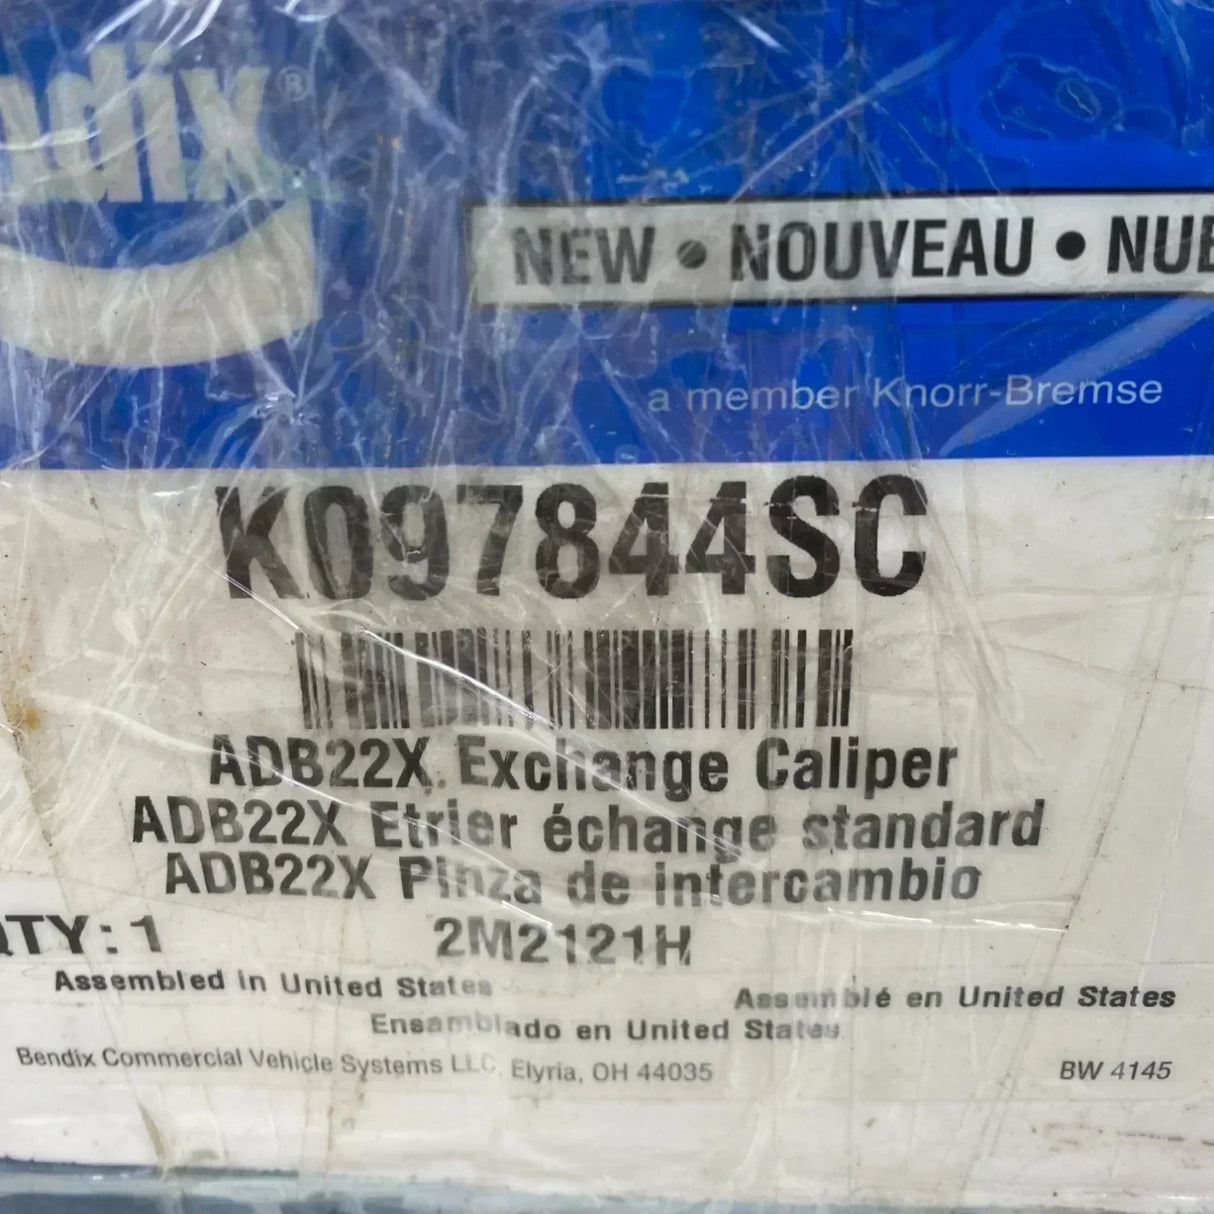 ndix®
NEW • NOUVEAU • NUE
a member Knorr-Bremse
K097844SC
ADB22X Exchange Caliper
ADB22X Etrier échange standard
ADB22X Pinza de intercambio
QTY: 1 2M2121H
Assembled in United States
Assemblé en United States
Ensamblado en United States
Bendix Commercial Vehicle Systems LLC, Elyria, OH 44035 BW 4145